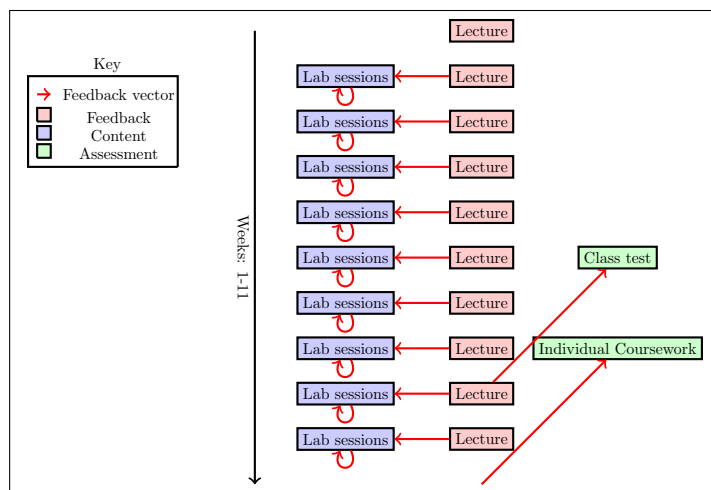 Lecture
Key
Lab sessions Lecture
Feedback vector
Feedback
Content
Assessment
Lab sessions Lecture
Lab sessions Lecture
Lab sessions Lecture
Weeks: 1-11
Lab sessions Lecture Class test
Lab sessions Lecture
Lab sessions Lecture Individual Coursework
Lab sessions Lecture
Lab sessions Lecture